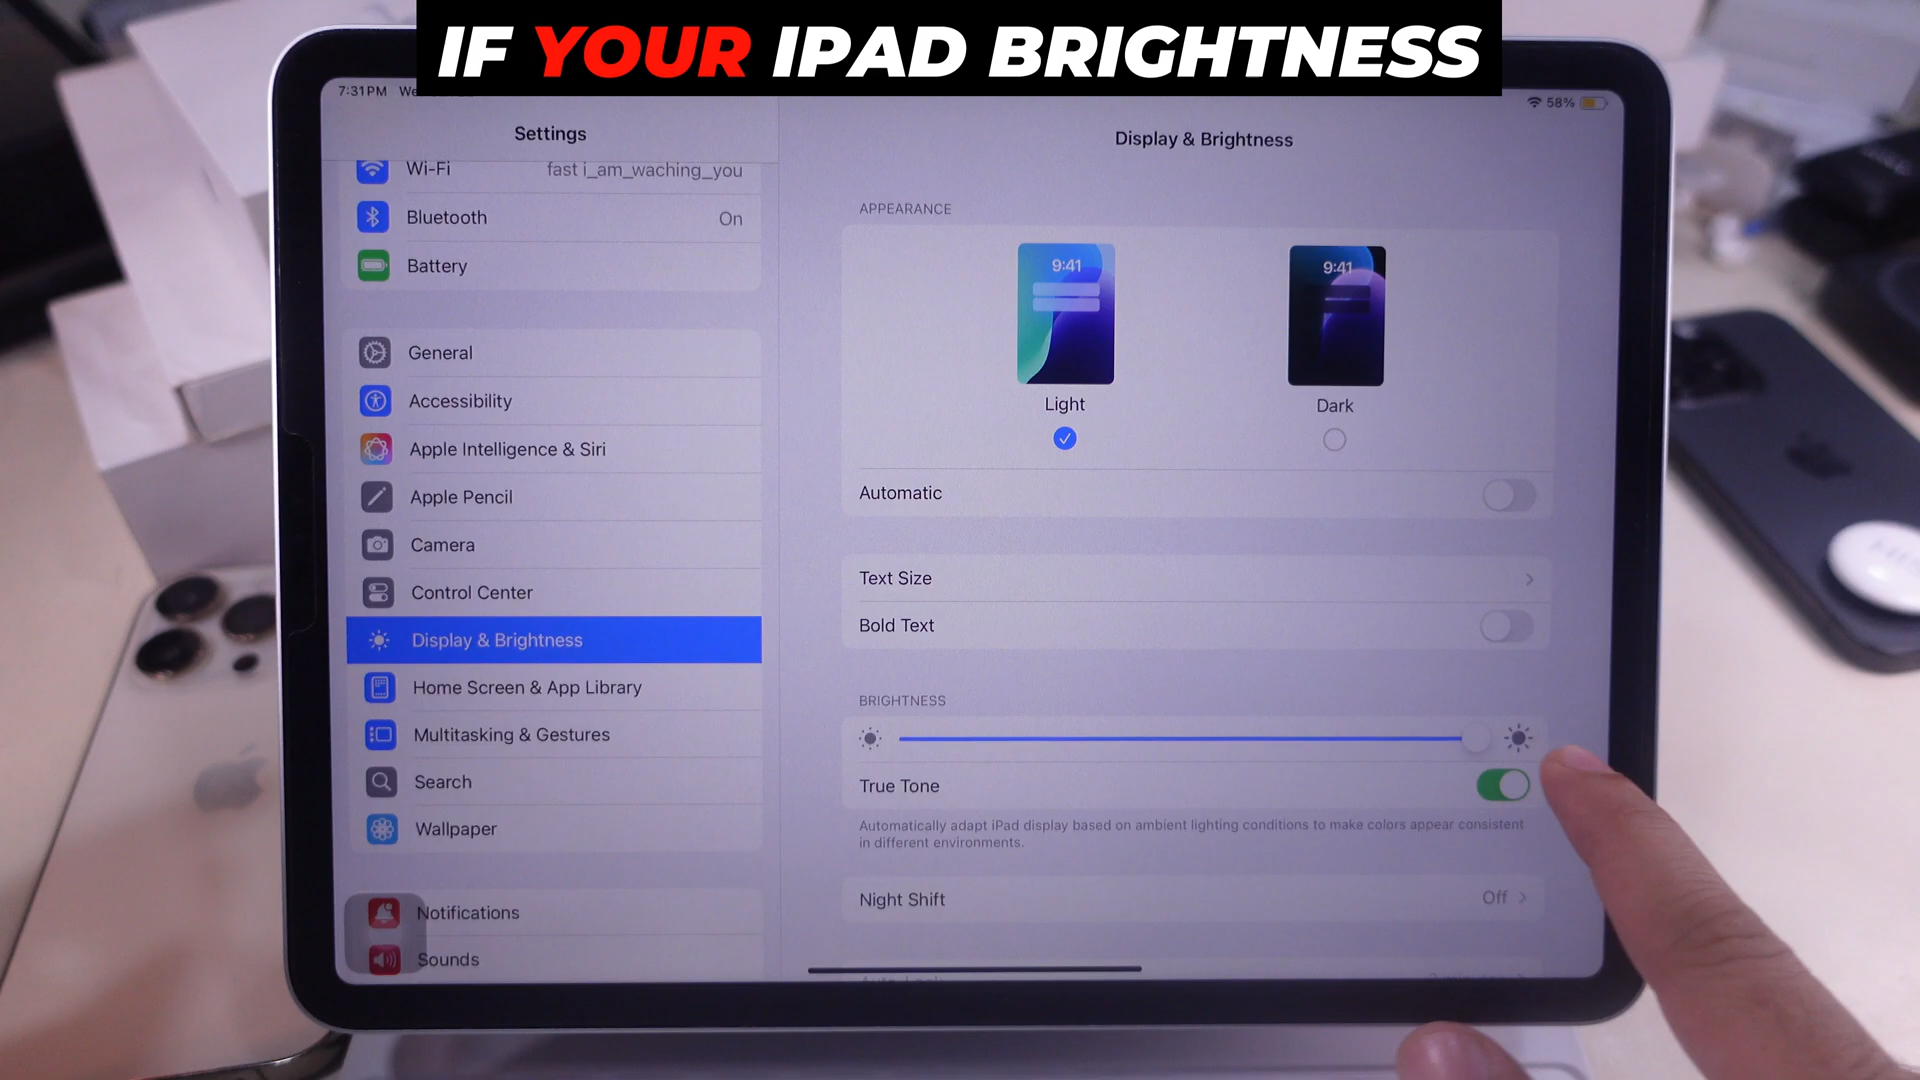 IF YOUR IPAD BRIGHTNESS
7:31 PM
58%
Settings
Wi-Fi fast i_am_waching_you
Bluetooth On
Battery
General
Accessibility
Apple Intelligence & Siri
Apple Pencil
Camera
Control Center
Display & Brightness
Home Screen & App Library
Multitasking & Gestures
Search
Wallpaper
Notifications
Sounds
Display & Brightness
APPEARANCE
9:41
9:41
Light
Dark
Automatic
Text Size
Bold Text
BRIGHTNESS
True Tone
Automatically adapt iPad display based on ambient lighting conditions to make colors appear consistent
in different environments.
Night Shift Off